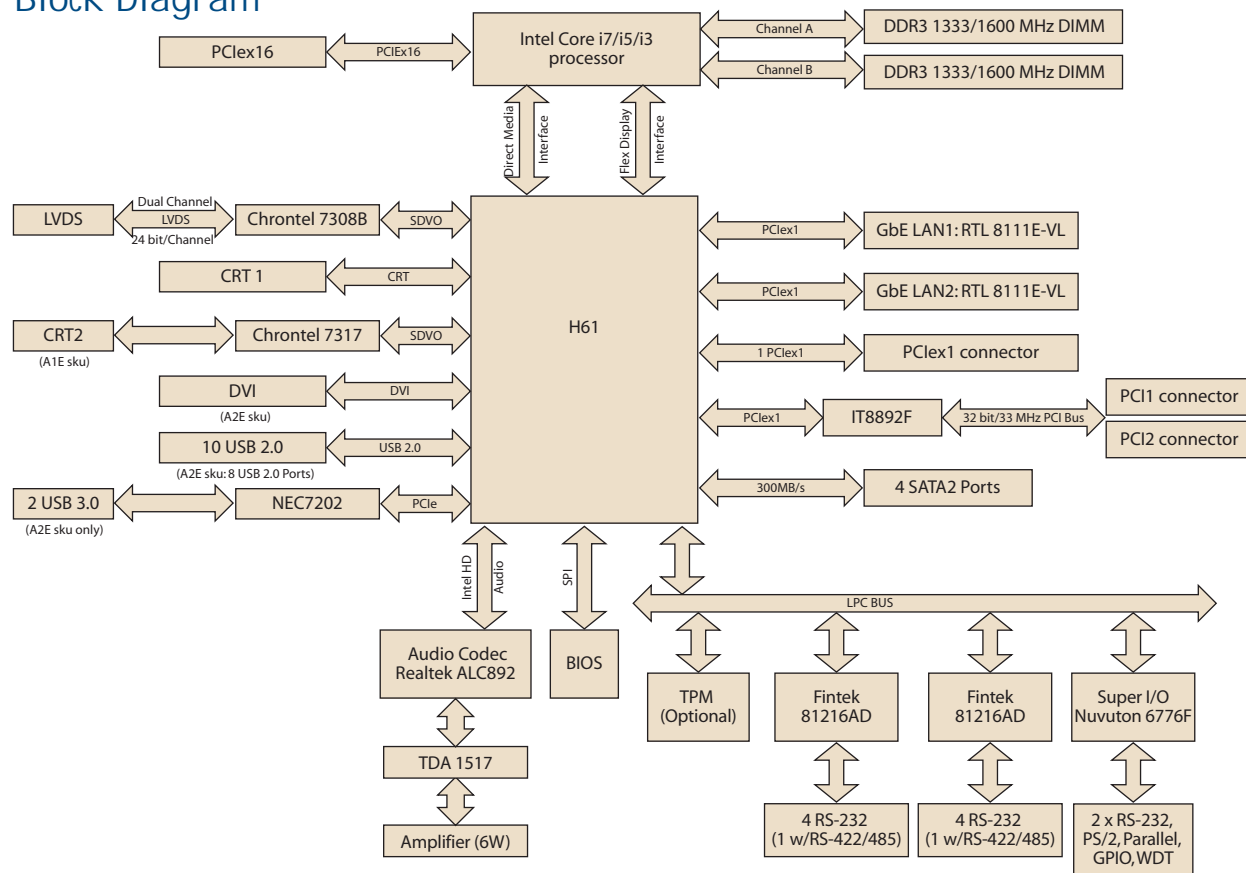 Block Diagram
PCIex16
PCIEx16
Intel Core i7/i5/i3
processor
Channel A
DDR3 1333/1600 MHz DIMM
Channel B
DDR3 1333/1600 MHz DIMM
Direct Media
Interface
Flex Display
Interface
LVDS
Dual Channel
LVDS
24 bit/Channel
Chrontel 7308B
SDVO
H61
PCIex1
GbE LAN1: RTL 8111E-VL
CRT 1
CRT
PCIex1
GbE LAN2: RTL 8111E-VL
CRT2
(A1E sku)
Chrontel 7317
SDVO
1 PCIex1
PCIex1 connector
DVI
(A2E sku)
DVI
PCIex1
IT8892F
32 bit/33 MHz PCI Bus
PCI1 connector
PCI2 connector
10 USB 2.0
(A2E sku: 8 USB 2.0 Ports)
USB 2.0
2 USB 3.0
(A2E sku only)
NEC7202
PCIe
300MB/s
4 SATA2 Ports
Intel HD
Audio
SPI
LPC BUS
Audio Codec
Realtek ALC892
BIOS
TPM
(Optional)
Fintek
81216AD
Fintek
81216AD
Super I/O
Nuvuton 6776F
TDA 1517
Amplifier (6W)
4 RS-232
(1 w/RS-422/485)
4 RS-232
(1 w/RS-422/485)
2 x RS-232,
PS/2, Parallel,
GPIO, WDT